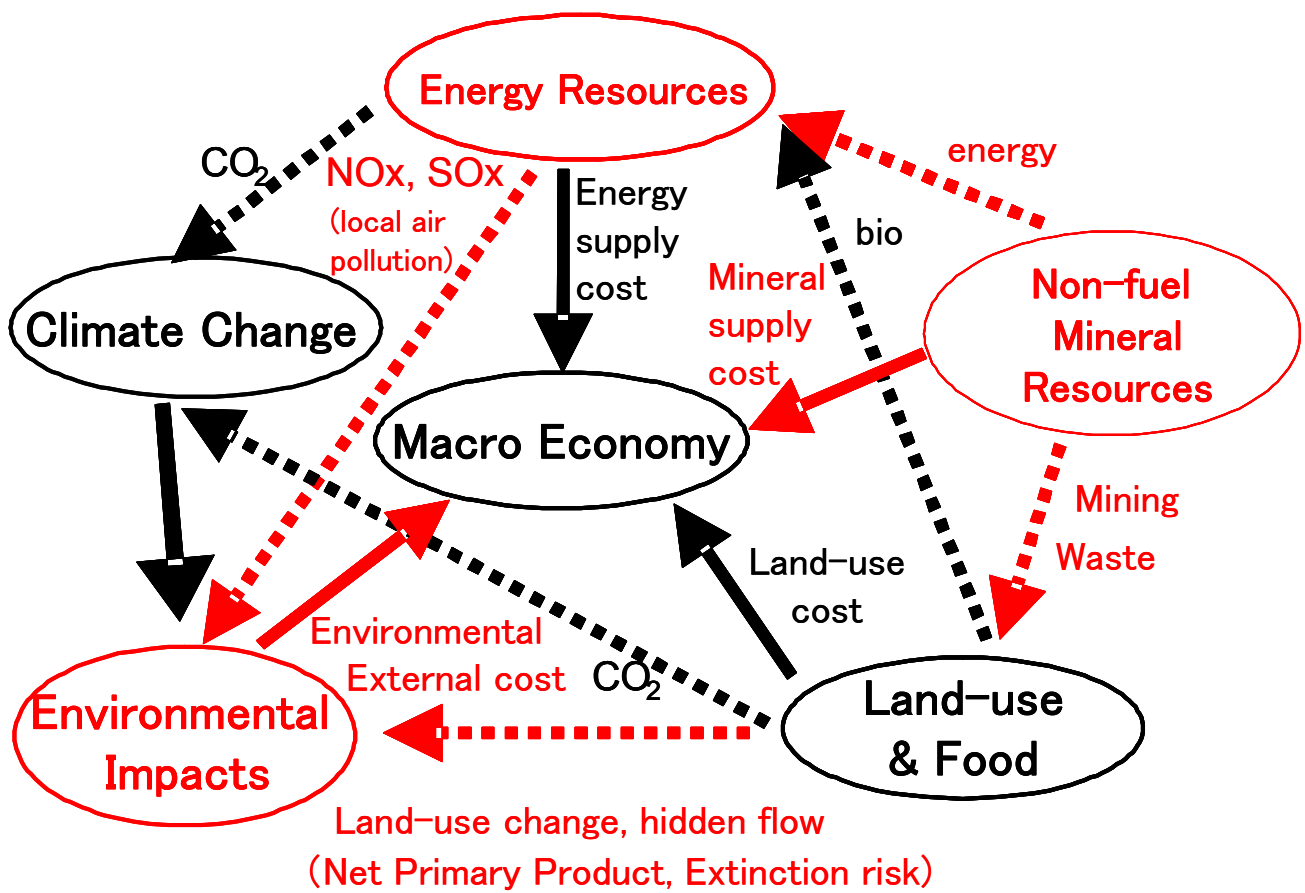 Energy Resources
CO₂
NOx, SOx
(local air
pollution)
Energy
supply
cost
energy
bio
Mineral
supply
cost
Non-fuel
Mineral
Resources
Climate Change
Macro Economy
Mining
Waste
Land-use
cost
Environmental
External cost
CO₂
Environmental
Impacts
Land-use
& Food
Land-use change, hidden flow
(Net Primary Product, Extinction risk)